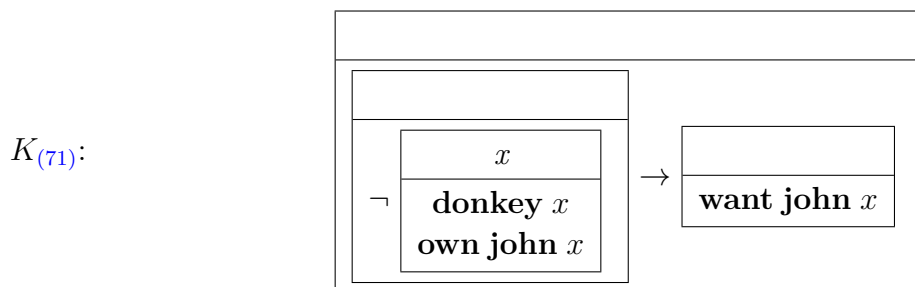 x
K(71):
¬ donkey x → want john x
own john x